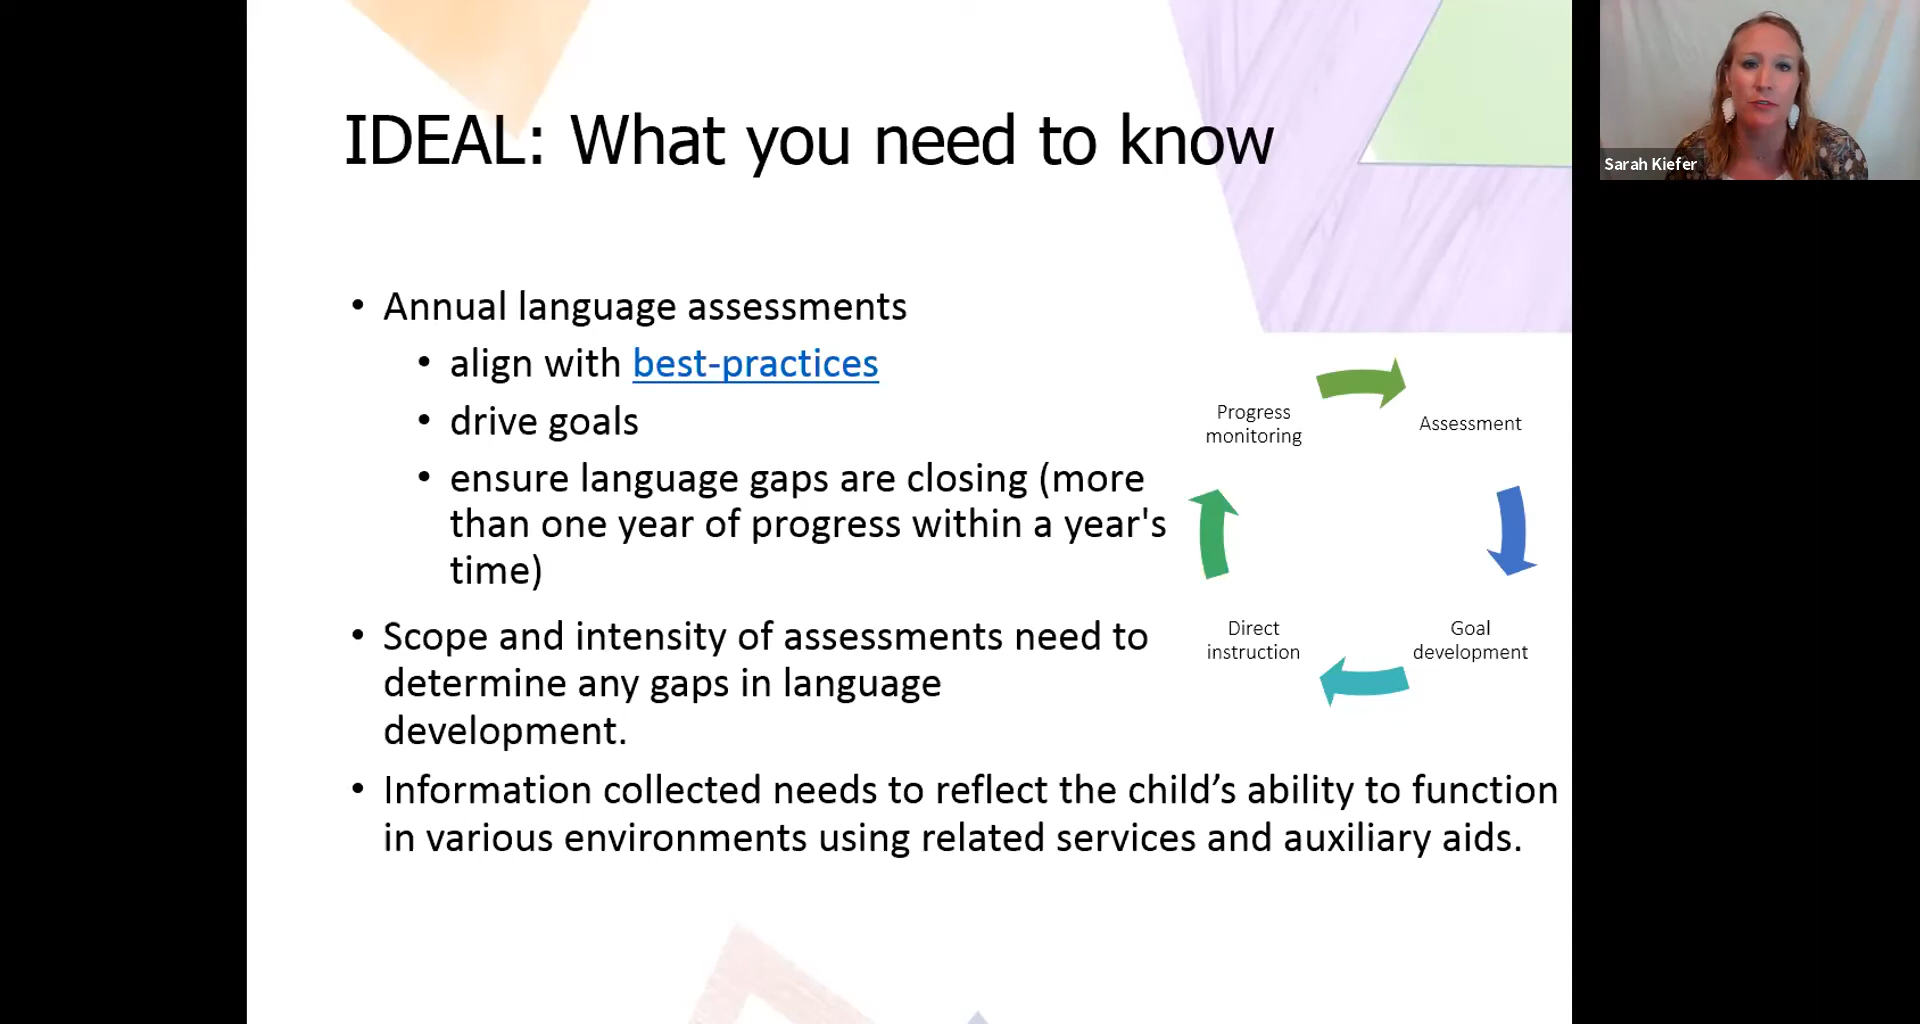 IDEAL: What you need to know
• Annual language assessments
• align with best-practices
• drive goals
• ensure language gaps are closing (more
than one year of progress within a year's
time)
• Scope and intensity of assessments need to
determine any gaps in language
development.
• Information collected needs to reflect the child’s ability to function
in various environments using related services and auxiliary aids.
Progress
monitoring
Assessment
Goal
development
Direct
instruction
Sarah Kiefer